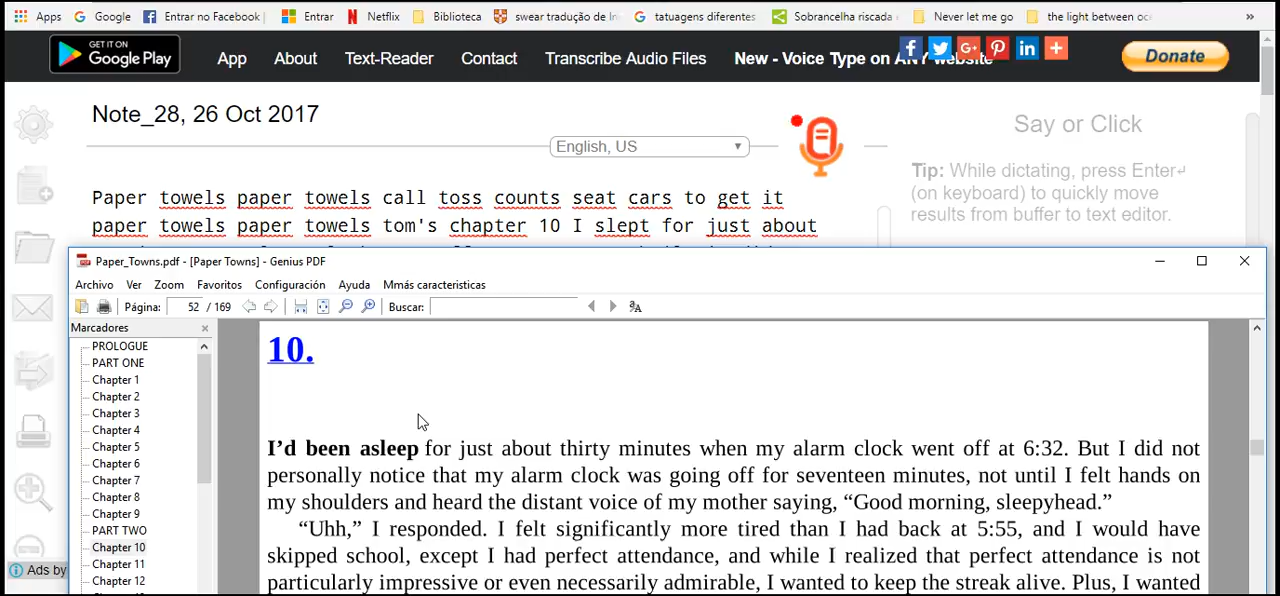 Apps Google Entrar no Facebook Entrar Netflix Biblioteca swear tradução de In tatuagens diferentes Sobrancelha riscada Never let me go the light between oc »
GET IT ON
Google Play App About Text-Reader Contact Transcribe Audio Files New - Voice Type on ANY website Donate
Note_28, 26 Oct 2017
Say or Click
English, US
Tip: While dictating, press Enter↵
(on keyboard) to quickly move
results from buffer to text editor.
Paper towels paper towels call toss counts seat cars to get it
paper towels paper towels tom's chapter 10 I slept for just about
Paper_Towns.pdf - [Paper Towns] - Genius PDF
Archivo Ver Zoom Favoritos Configuración Ayuda Mmás caracteristicas
Página: 52 / 169 Buscar:
Marcadores
PROLOGUE
PART ONE
Chapter 1
Chapter 2
Chapter 3
Chapter 4
Chapter 5
Chapter 6
Chapter 7
Chapter 8
Chapter 9
PART TWO
Chapter 10
Chapter 11
Chapter 12
Ads by
10.
I’d been asleep for just about thirty minutes when my alarm clock went off at 6:32. But I did not
personally notice that my alarm clock was going off for seventeen minutes, not until I felt hands on
my shoulders and heard the distant voice of my mother saying, “Good morning, sleepyhead.”
“Uhh,” I responded. I felt significantly more tired than I had back at 5:55, and I would have
skipped school, except I had perfect attendance, and while I realized that perfect attendance is not
particularly impressive or even necessarily admirable, I wanted to keep the streak alive. Plus, I wanted